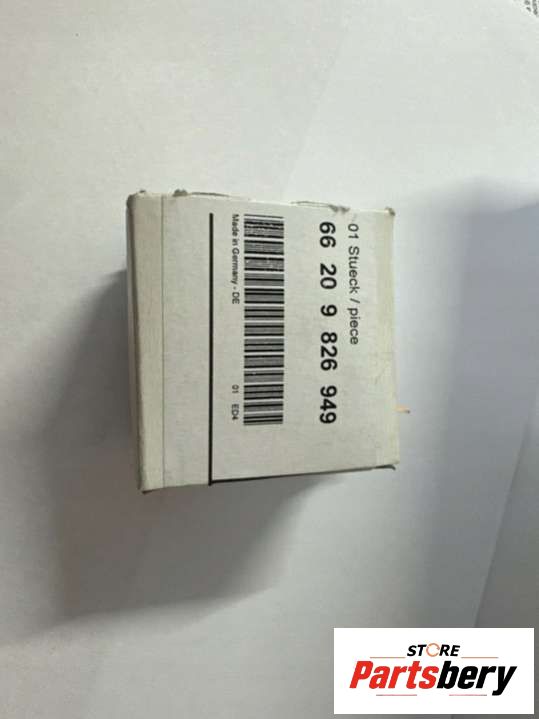 01 Stueck / piece
66 20 9 826 949
Made in Germany - DE
01 ED4
STORE
Partsbery